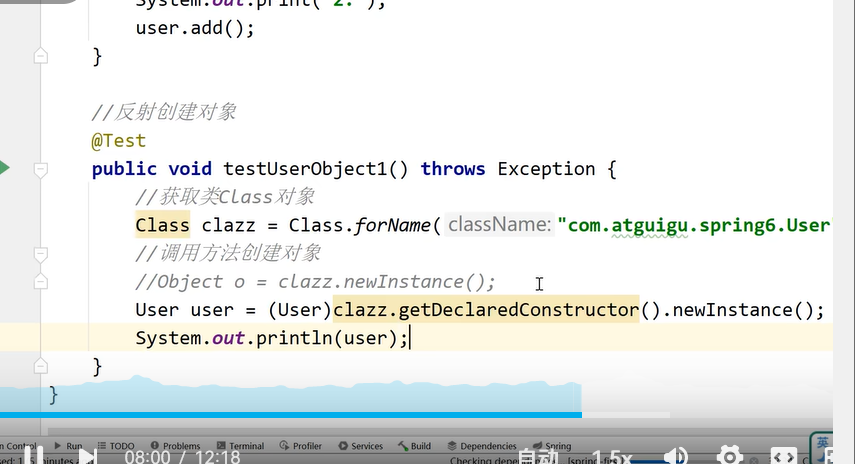 System.out.print("2.");
user.add();
}
//反射创建对象
@Test
public void testUserObject1() throws Exception {
//获取类Class对象
Class clazz = Class.forName( className: "com.atguigu.spring6.User
//调用方法创建对象
//Object o = clazz.newInstance();
User user = (User)clazz.getDeclaredConstructor().newInstance();
System.out.println(user);
}
}
n Control Run TODO Problems Terminal Profiler Services Build Dependencies Spring
08:00 / 12:18 自动 1.5x
Checking
英